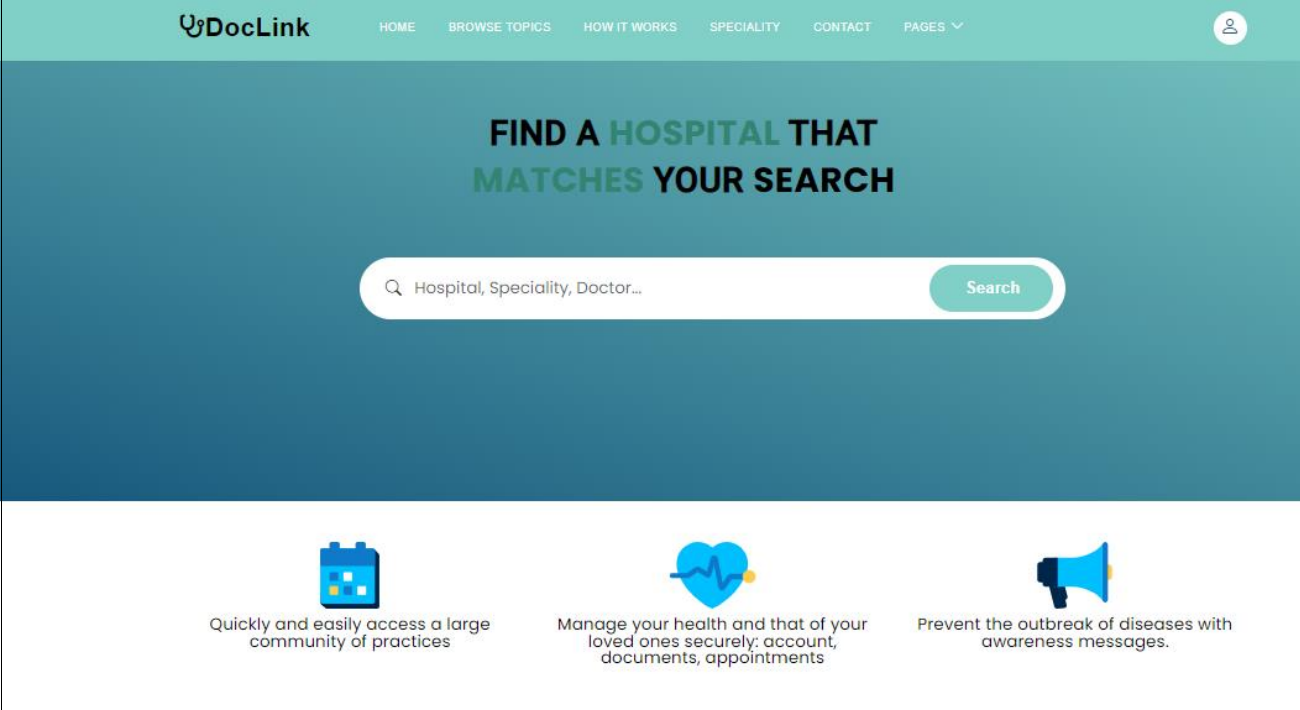 DocLink
HOME BROWSE TOPICS HOW IT WORKS SPECIALITY CONTACT PAGES
FIND A HOSPITAL THAT
MATCHES YOUR SEARCH
Hospital, Speciality, Doctor...
Search
Quickly and easily access a large
community of practices
Manage your health and that of your
loved ones securely: account,
documents, appointments
Prevent the outbreak of diseases with
awareness messages.